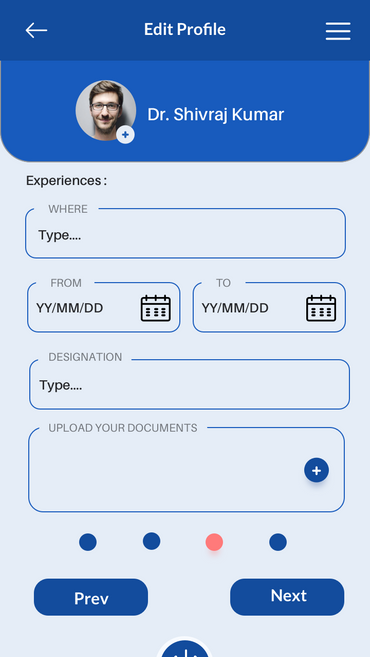 Edit Profile
Dr. Shivraj Kumar
Experiences :
WHERE
Type....
FROM
TO
YY/MM/DD
YY/MM/DD
DESIGNATION
Type....
UPLOAD YOUR DOCUMENTS
Prev
Next